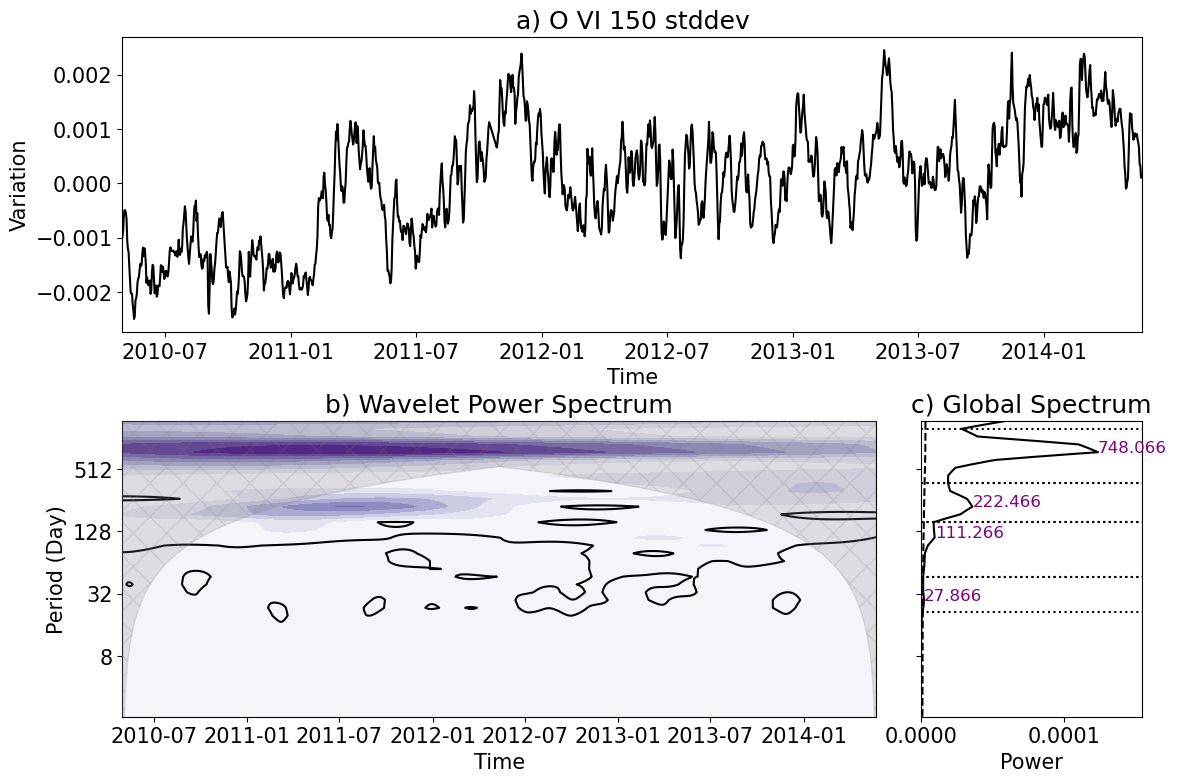 a) O VI 150 stddev
Variation
0.002
0.001
0.000
−0.001
−0.002
2010-07 2011-01 2011-07 2012-01 2012-07 2013-01 2013-07 2014-01
Time
b) Wavelet Power Spectrum
Period (Day)
512
128
32
8
2010-07 2011-01 2011-07 2012-01 2012-07 2013-01 2013-07 2014-01
Time
c) Global Spectrum
748.066
222.466
111.266
27.866
0.0000 0.0001
Power